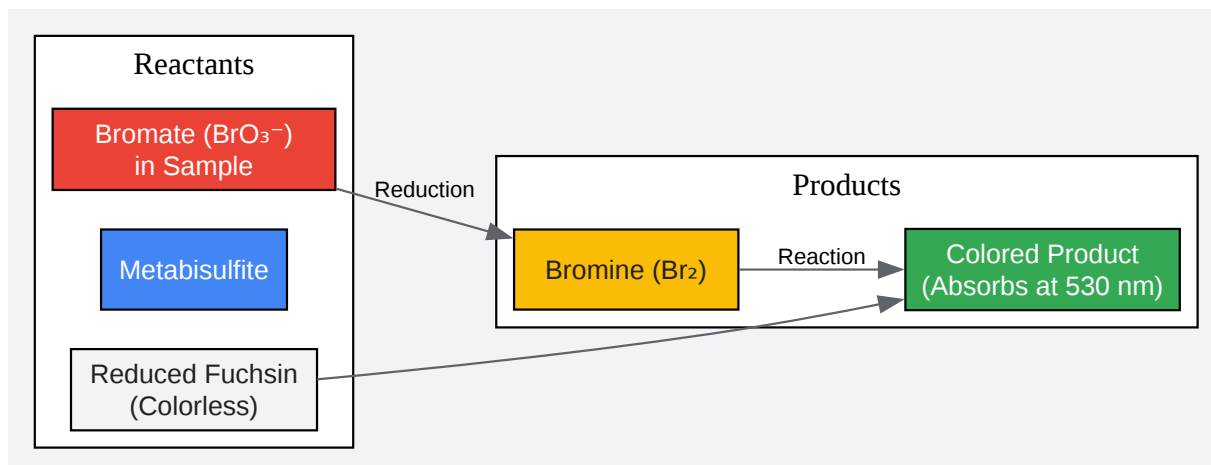 Reactants
Bromate (BrO₃⁻)
in Sample
Reduction
Metabisulfite
Reduced Fuchsin
(Colorless)
Products
Bromine (Br₂)
Reaction
Colored Product
(Absorbs at 530 nm)